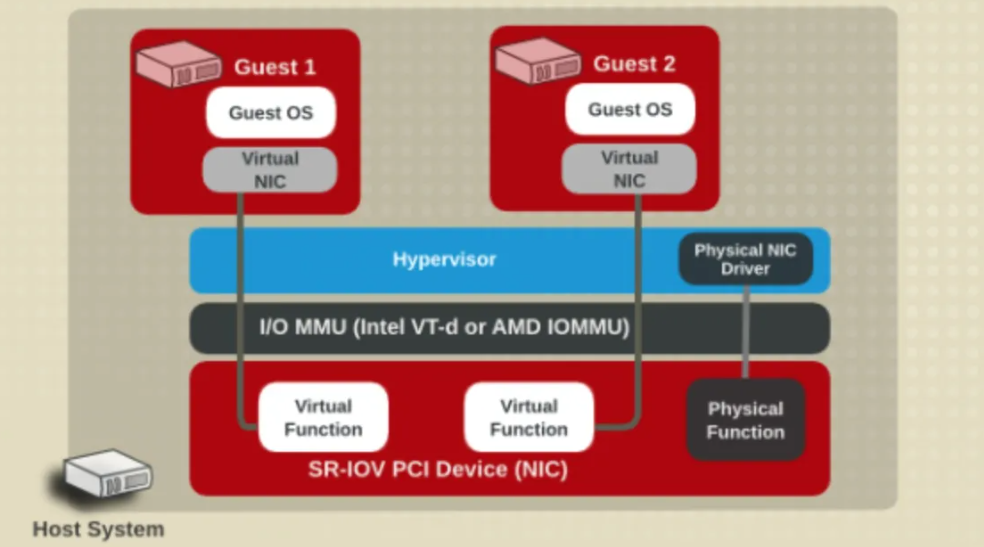 Guest 1
Guest OS
Virtual
NIC
Guest 2
Guest OS
Virtual
NIC
Hypervisor
Physical NIC
Driver
I/O MMU (Intel VT-d or AMD IOMMU)
Virtual
Function
Virtual
Function
Physical
Function
SR-IOV PCI Device (NIC)
Host System